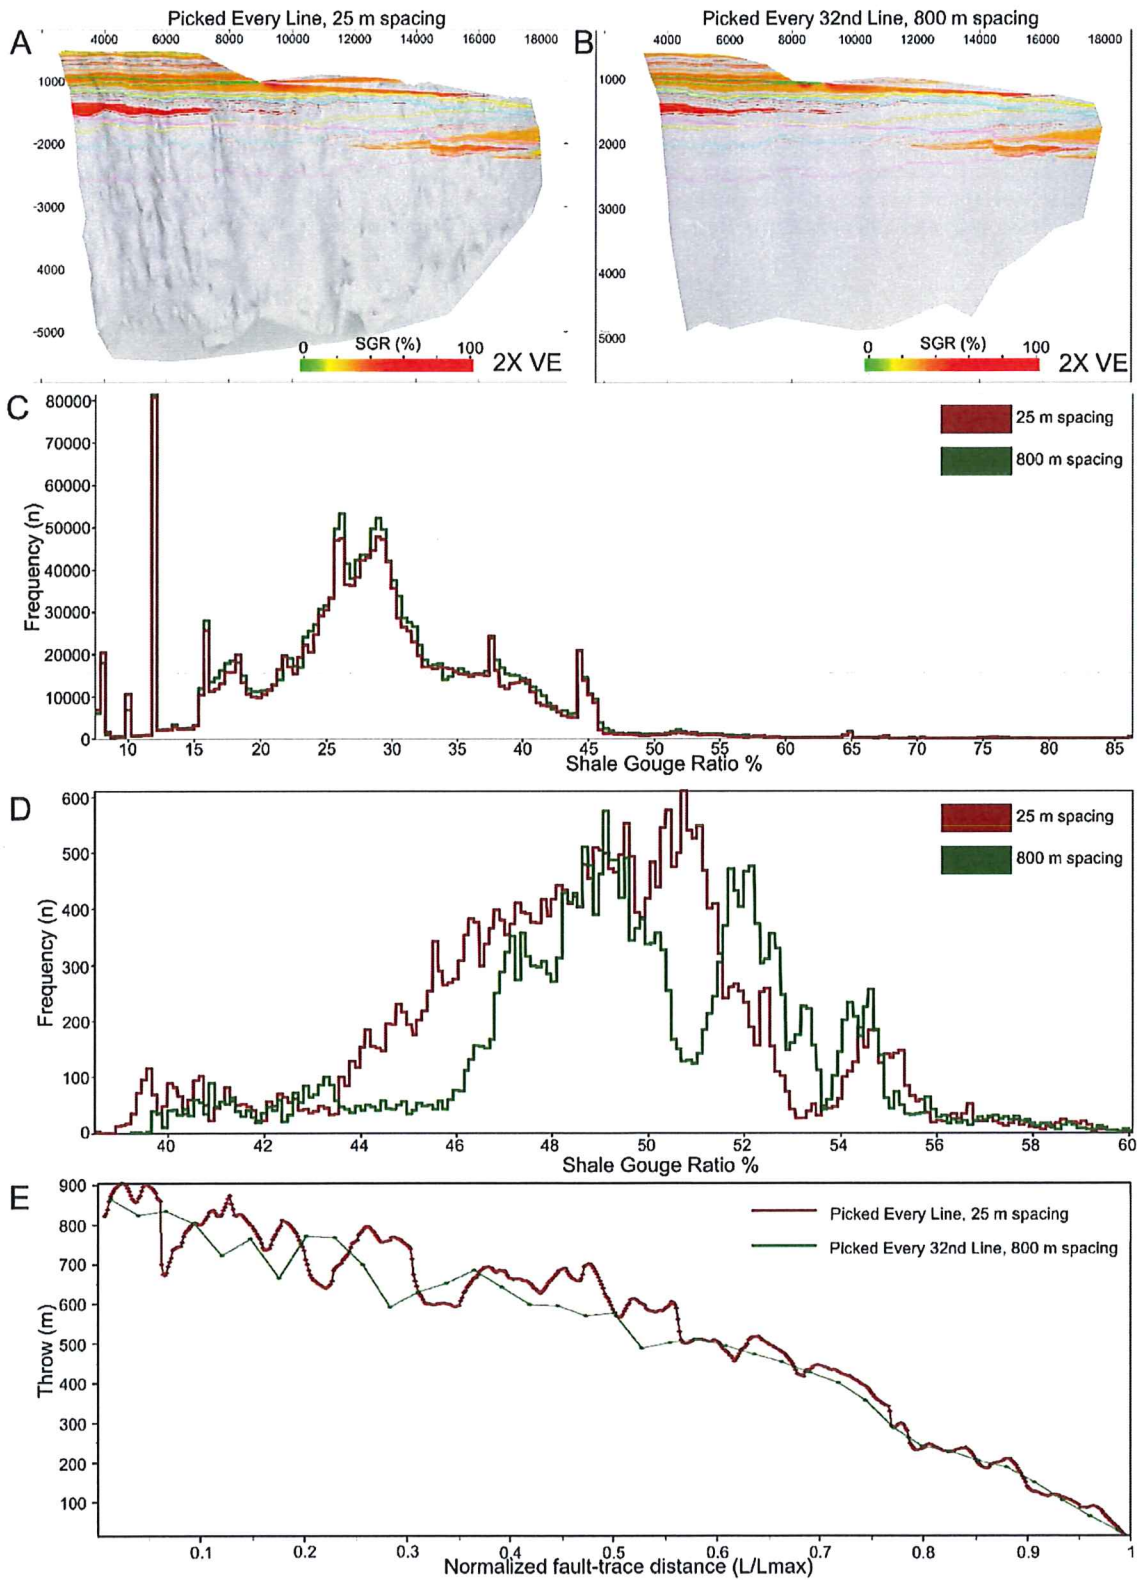 Picked Every Line, 25 m spacing
Picked Every 32nd Line, 800 m spacing
A
4000 6000 8000 10000 12000 14000 16000 18000
1000
-2000
-3000
4000
-5000
0 SGR (%) 100
2X VE
B
4000 6000 8000 10000 12000 14000 16000 18000
1000
2000
3000
4000
5000
0 SGR (%) 100
2X VE
C
80000
70000
60000
50000
40000
30000
20000
10000
0
Frequency (n)
25 m spacing
800 m spacing
10 15 20 25 30 35 40 45 50 55 60 65 70 75 80 85
Shale Gouge Ratio %
D
600
500
400
300
200
100
0
Frequency (n)
25 m spacing
800 m spacing
40 42 44 46 48 50 52 54 56 58 60
Shale Gouge Ratio %
E
900
800
700
600
500
400
300
200
100
Throw (m)
Picked Every Line, 25 m spacing
Picked Every 32nd Line, 800 m spacing
0.1 0.2 0.3 0.4 0.5 0.6 0.7 0.8 0.9 1
Normalized fault-trace distance (L/Lmax)